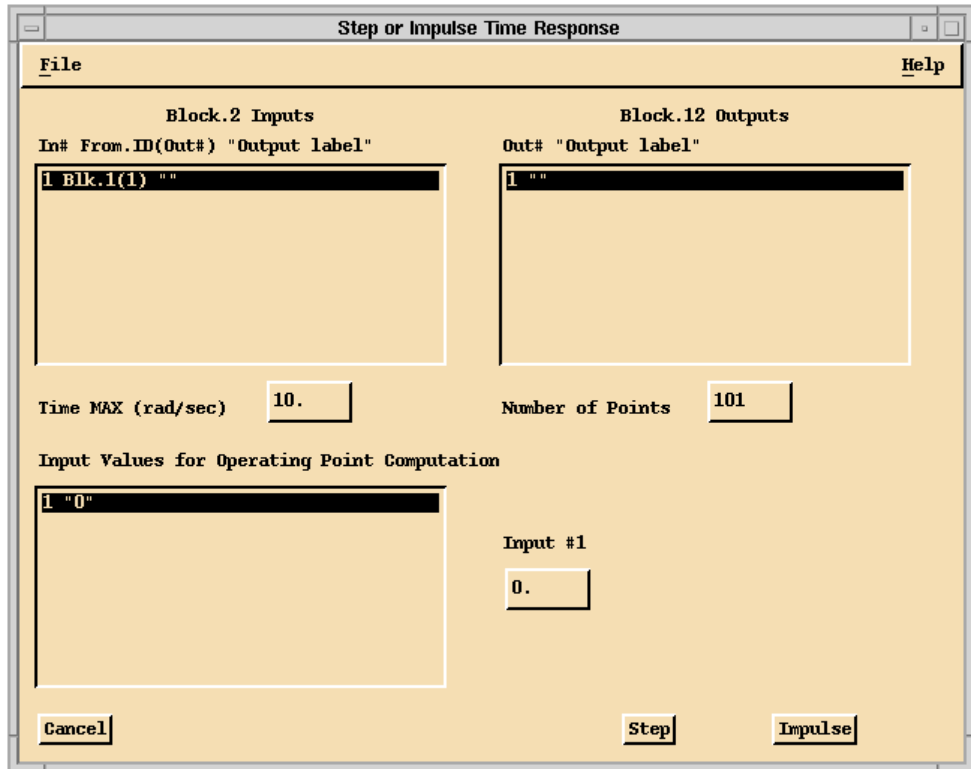 Step or Impulse Time Response
File Help
Block.2 Inputs Block.12 Outputs
In# From.ID(Out#) "Output label" Out# "Output label"
1 Blk.1(1) "" 1 ""
Time MAX (rad/sec) 10. Number of Points 101
Input Values for Operating Point Computation
1 "0"
Input #1
0.
Cancel Step Impulse